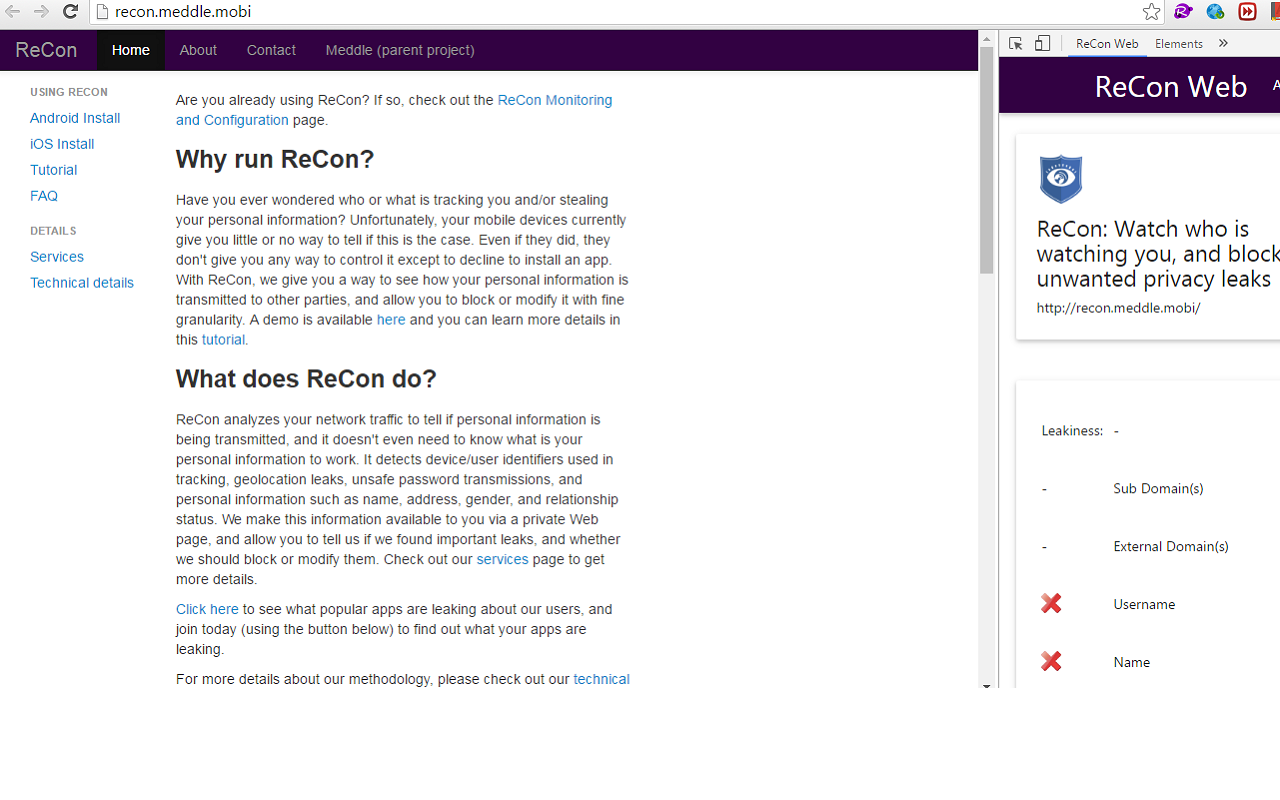 recon.meddle.mobi
ReCon Home About Contact Meddle (parent project)
USING RECON
Android Install
iOS Install
Tutorial
FAQ
DETAILS
Services
Technical details
Are you already using ReCon? If so, check out the ReCon Monitoring
and Configuration page.
Why run ReCon?
Have you ever wondered who or what is tracking you and/or stealing
your personal information? Unfortunately, your mobile devices currently
give you little or no way to tell if this is the case. Even if they did, they
don't give you any way to control it except to decline to install an app.
With ReCon, we give you a way to see how your personal information is
transmitted to other parties, and allow you to block or modify it with fine
granularity. A demo is available here and you can learn more details in
this tutorial.
What does ReCon do?
ReCon analyzes your network traffic to tell if personal information is
being transmitted, and it doesn't even need to know what is your
personal information to work. It detects device/user identifiers used in
tracking, geolocation leaks, unsafe password transmissions, and
personal information such as name, address, gender, and relationship
status. We make this information available to you via a private Web
page, and allow you to tell us if we found important leaks, and whether
we should block or modify them. Check out our services page to get
more details.
Click here to see what popular apps are leaking about our users, and
join today (using the button below) to find out what your apps are
leaking.
For more details about our methodology, please check out our technical
ReCon Web Elements »
ReCon Web A
ReCon: Watch who is
watching you, and block
unwanted privacy leaks
http://recon.meddle.mobi/
Leakiness: -
- Sub Domain(s)
- External Domain(s)
Username
Name